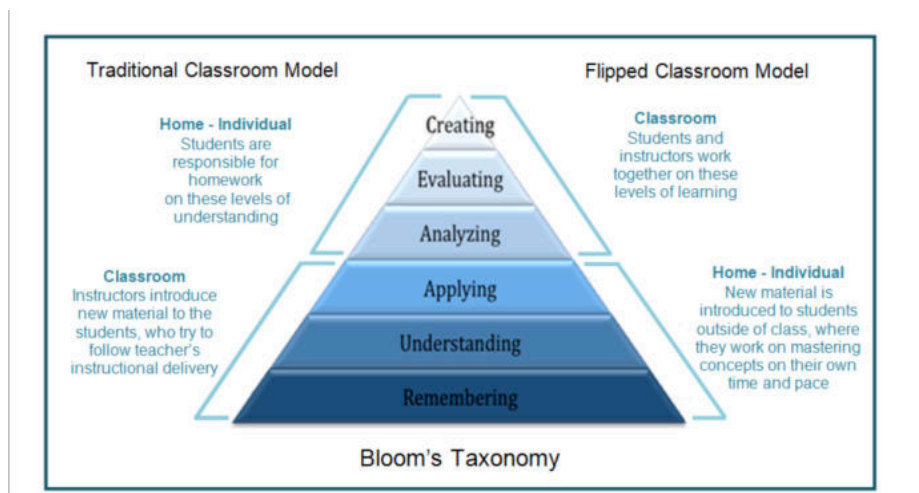 Traditional Classroom Model
Flipped Classroom Model
Home - Individual
Students are
responsible for
homework
on these levels of
understanding
Classroom
Instructors introduce
new material to the
students, who try to
follow teacher's
instructional delivery
Creating
Evaluating
Analyzing
Applying
Understanding
Remembering
Classroom
Students and
instructors work
together on these
levels of learning
Home - Individual
New material is
introduced to students
outside of class, where
they work on mastering
concepts on their own
time and pace
Bloom's Taxonomy